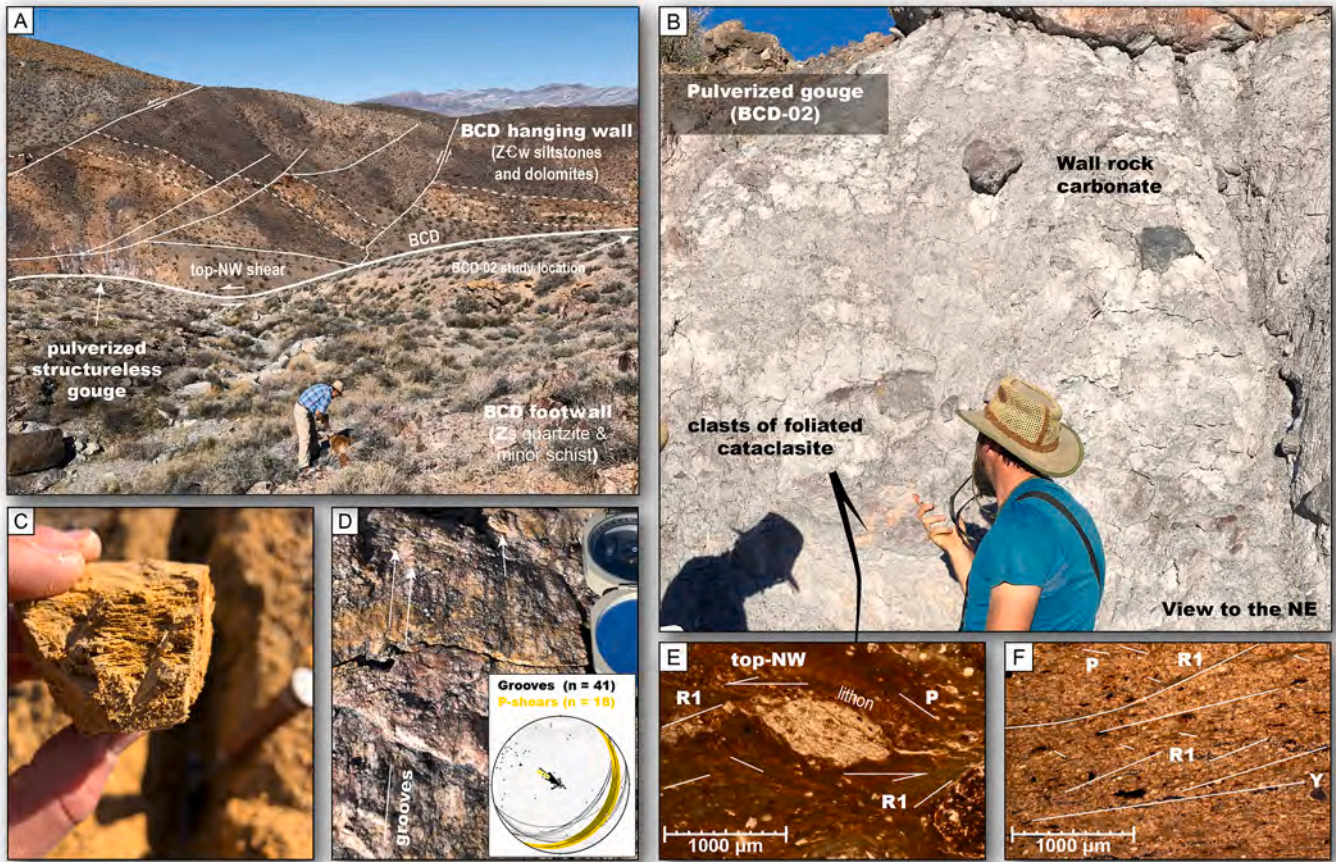 A
BCD hanging wall
(ZЄw siltstones
and dolomites)
BCD
top-NW shear
BCD-02 study location
pulverized
structureless
gouge
BCD footwall
(Zs quartzite &
minor schist)
B
Pulverized gouge
(BCD-02)
Wall rock
carbonate
clasts of foliated
cataclasite
View to the NE
C
D
grooves
Grooves (n = 41)
P-shears (n = 16)
E
top-NW
R1
lithon
P
R1
1000 µm
F
P
R1
R1
Y
1000 µm